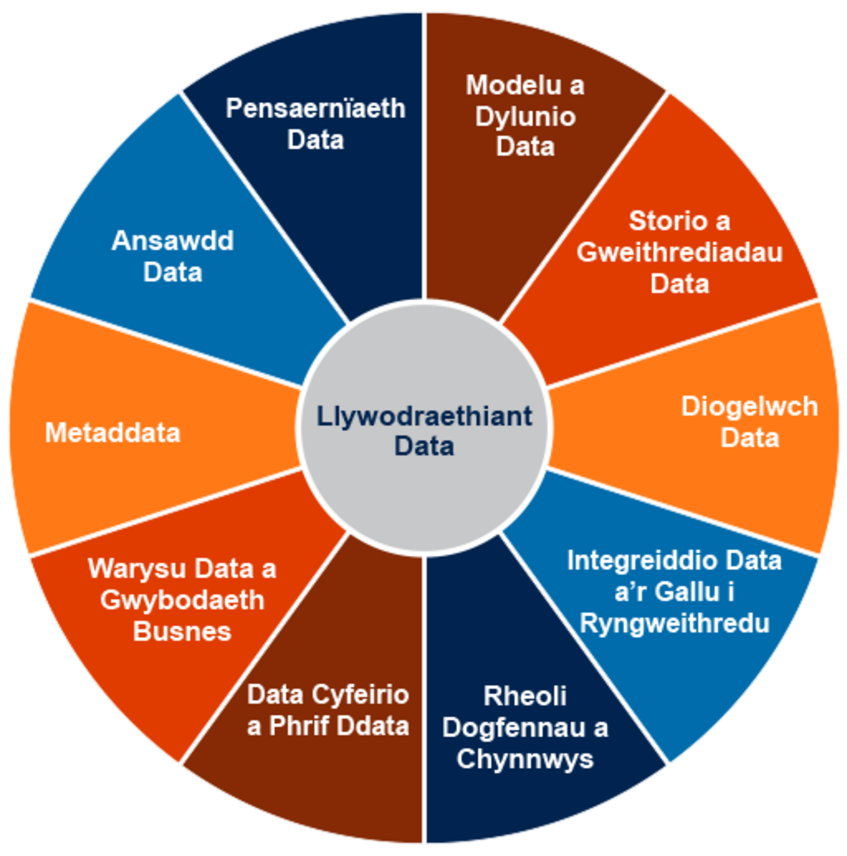 Pensaernïaeth
Data
Modelu a
Dylunio
Data
Storio a
Gweithrediadau
Data
Diogelwch
Data
Integreiddio Data
a’r Gallu i
Ryngweithredu
Rheoli
Dogfennau a
Chynnwys
Data Cyfeirio
a Phrif Ddata
Warysu Data a
Gwybodaeth
Busnes
Metaddata
Ansawdd
Data
Llywodraethiant
Data